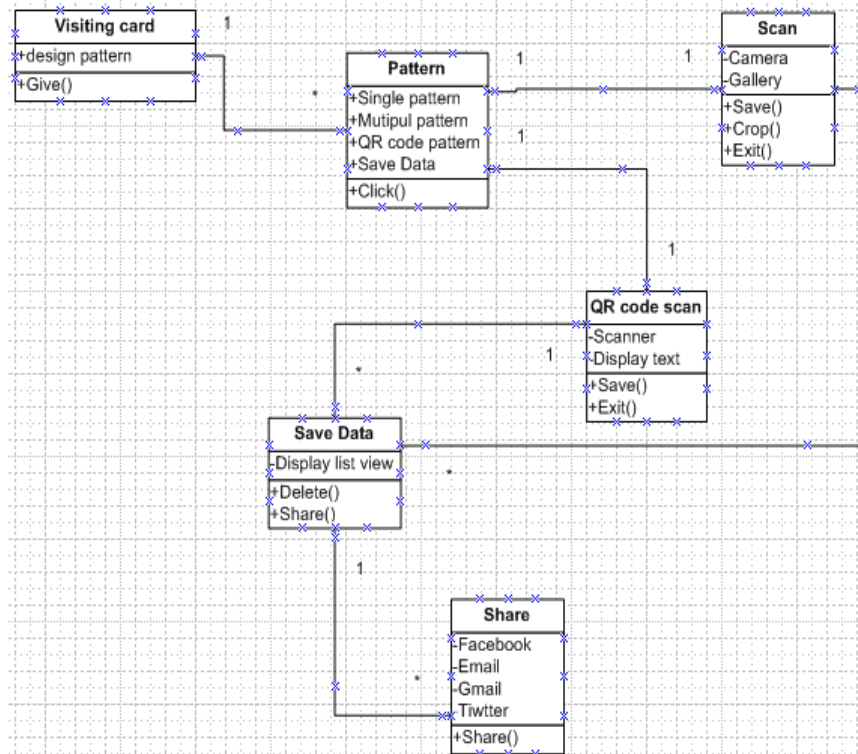 Visiting card
+design pattern
+Give()
1
*
Pattern
+Single pattern
+Mutipul pattern
+QR code pattern
+Save Data
+Click()
1
1
1
Scan
-Camera
-Gallery
+Save()
+Crop()
+Exit()
1
QR code scan
-Scanner
-Display text
+Save()
+Exit()
1
*
Save Data
-Display list view
+Delete()
+Share()
*
1
*
Share
-Facebook
-Email
-Gmail
-Tiwtter
+Share()